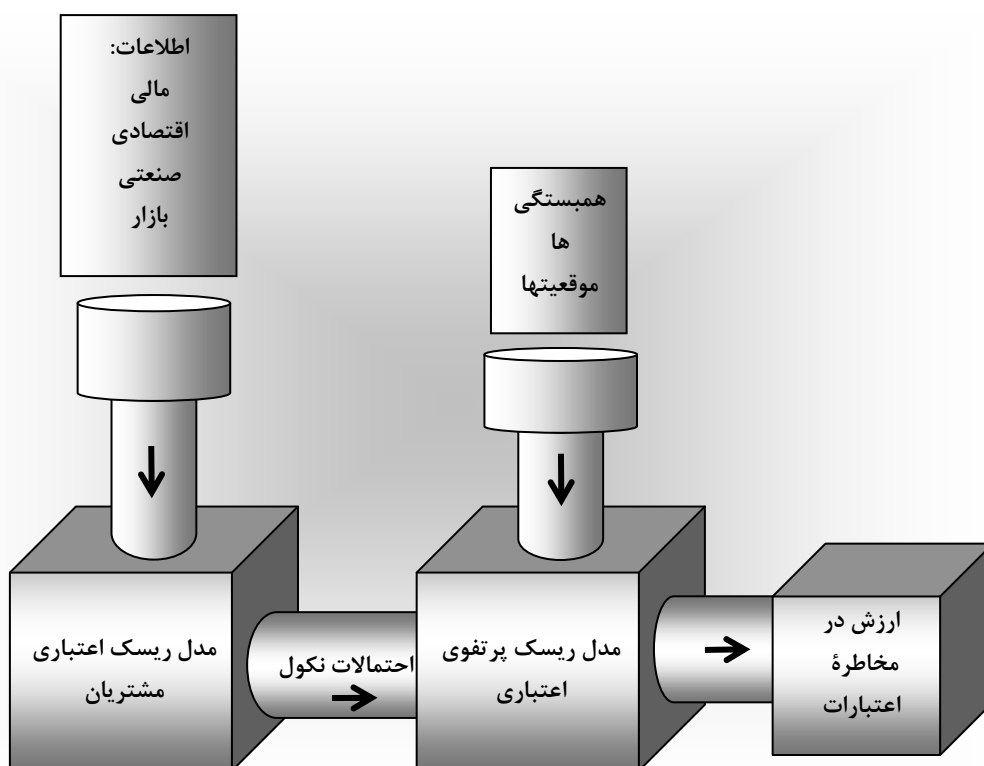 اطلاعات:
مالی
اقتصادی
صنعتی
بازار
همبستگی
ها
موقعیتها
مدل ریسک اعتباری
مشتریان
احتمالات نکول
مدل ریسک پرتفوی
اعتباری
ارزش در
مخاطرۀ
اعتبارات